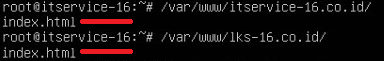 root@itservice-16:~# /var/www/itservice-16.co.id/
index.html
root@itservice-16:~# /var/www/lks-16.co.id/
index.html